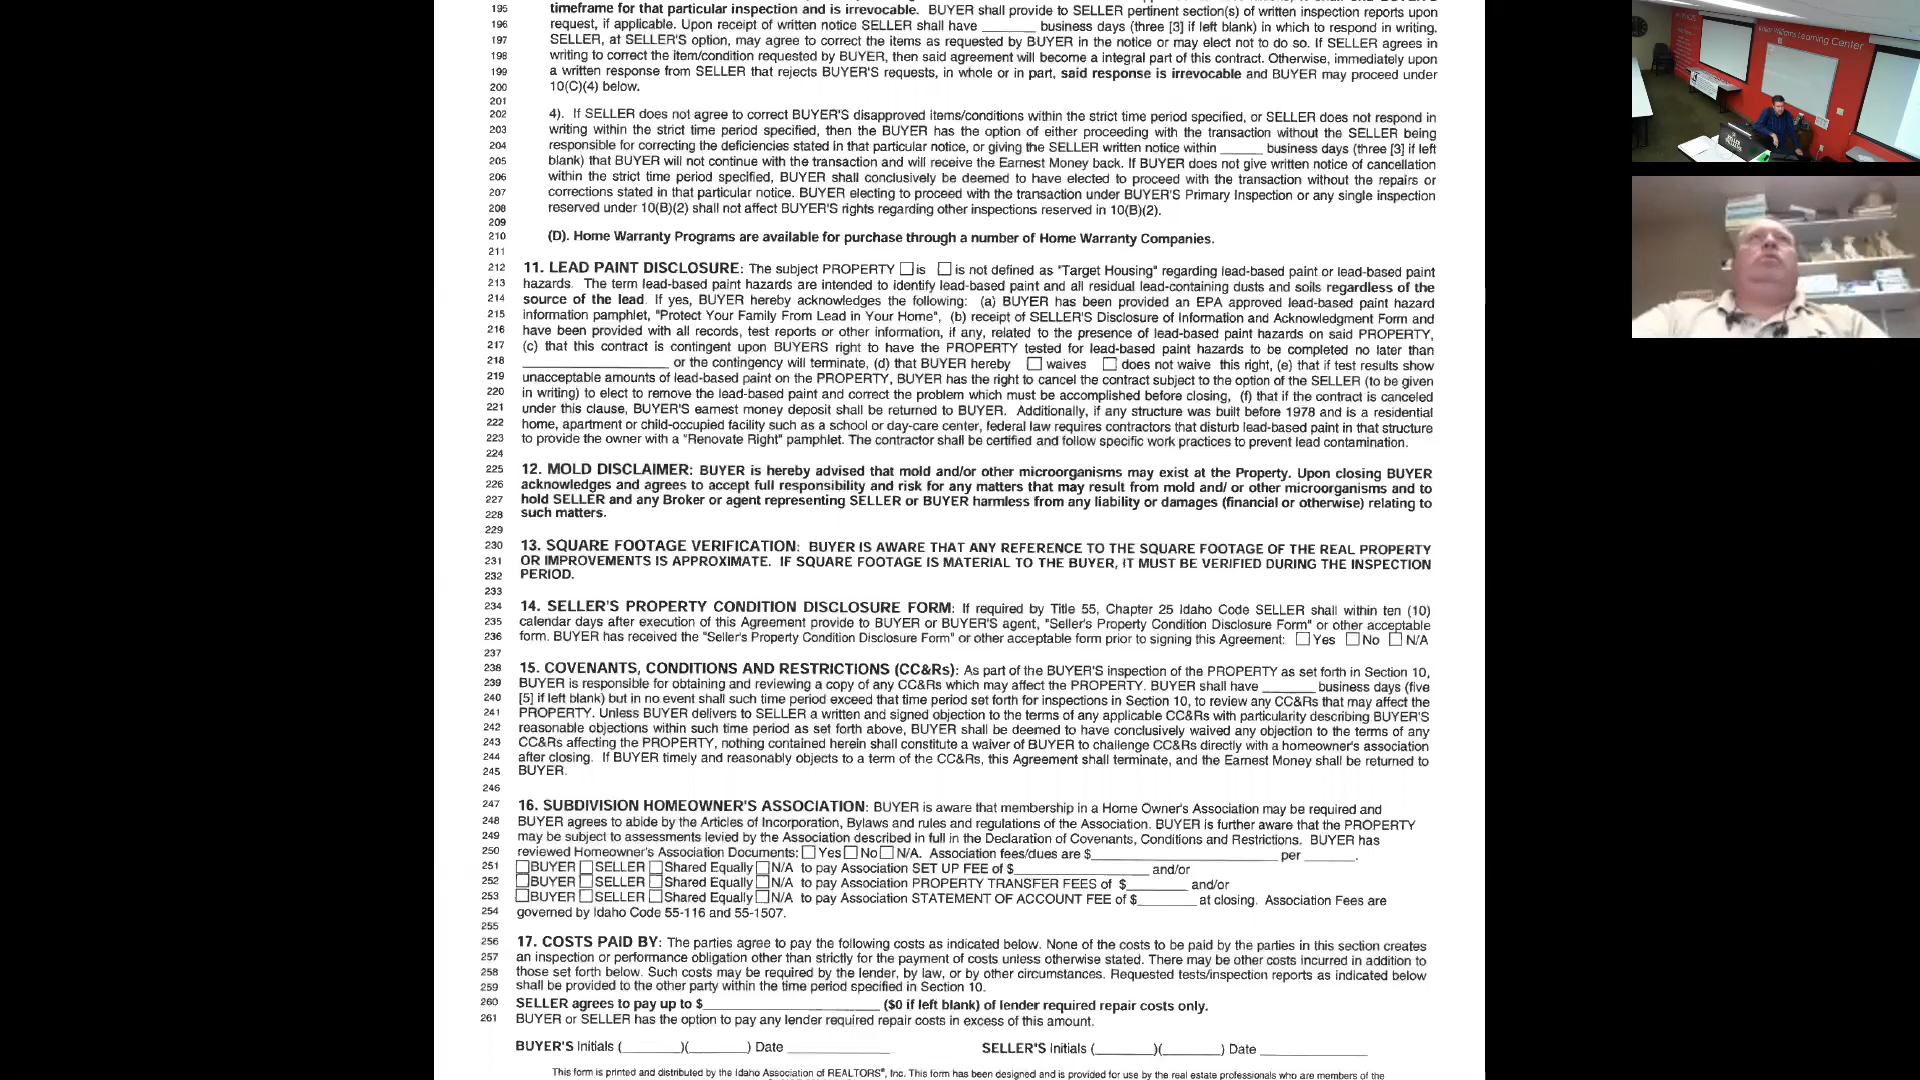 195 timeframe for that particular inspection and is irrevocable. BUYER shall provide to SELLER pertinent section(s) of written inspection reports upon
196 request, if applicable. Upon receipt of written notice SELLER shall have _______ business days (three [3] if left blank) in which to respond in writing.
197 SELLER, at SELLER'S option, may agree to correct the items as requested by BUYER in the notice or may elect not to do so. If SELLER agrees in
198 writing to correct the item/condition requested by BUYER, then said agreement will become a integral part of this contract. Otherwise, immediately upon
199 a written response from SELLER that rejects BUYER'S requests, in whole or in part, said response is irrevocable and BUYER may proceed under
200 10(C)(4) below.
201
202 4). If SELLER does not agree to correct BUYER'S disapproved items/conditions within the strict time period specified, or SELLER does not respond in
203 writing within the strict time period specified, then the BUYER has the option of either proceeding with the transaction without the SELLER being
204 responsible for correcting the deficiencies stated in that particular notice, or giving the SELLER written notice within ______ business days (three [3] if left
205 blank) that BUYER will not continue with the transaction and will receive the Earnest Money back. If BUYER does not give written notice of cancellation
206 within the strict time period specified, BUYER shall conclusively be deemed to have elected to proceed with the transaction without the repairs or
207 corrections stated in that particular notice. BUYER electing to proceed with the transaction under BUYER'S Primary Inspection or any single inspection
208 reserved under 10(B)(2) shall not affect BUYER'S rights regarding other inspections reserved in 10(B)(2).
209
210 (D). Home Warranty Programs are available for purchase through a number of Home Warranty Companies.
211
212 11. LEAD PAINT DISCLOSURE: The subject PROPERTY ☐is ☐is not defined as "Target Housing" regarding lead-based paint or lead-based paint
213 hazards. The term lead-based paint hazards are intended to identify lead-based paint and all residual lead-containing dusts and soils regardless of the
214 source of the lead. If yes, BUYER hereby acknowledges the following: (a) BUYER has been provided an EPA approved lead-based paint hazard
215 information pamphlet, "Protect Your Family From Lead in Your Home", (b) receipt of SELLER'S Disclosure of Information and Acknowledgment Form and
216 have been provided with all records, test reports or other information, if any, related to the presence of lead-based paint hazards on said PROPERTY,
217 (c) that this contract is contingent upon BUYERS right to have the PROPERTY tested for lead-based paint hazards to be completed no later than
218 ____________________ or the contingency will terminate, (d) that BUYER hereby ☐ waives ☐ does not waive this right, (e) that if test results show
219 unacceptable amounts of lead-based paint on the PROPERTY, BUYER has the right to cancel the contract subject to the option of the SELLER (to be given
220 in writing) to elect to remove the lead-based paint and correct the problem which must be accomplished before closing, (f) that if the contract is canceled
221 under this clause, BUYER'S earnest money deposit shall be returned to BUYER. Additionally, if any structure was built before 1978 and is a residential
222 home, apartment or child-occupied facility such as a school or day-care center, federal law requires contractors that disturb lead-based paint in that structure
223 to provide the owner with a "Renovate Right" pamphlet. The contractor shall be certified and follow specific work practices to prevent lead contamination.
224
225 12. MOLD DISCLAIMER: BUYER is hereby advised that mold and/or other microorganisms may exist at the Property. Upon closing BUYER
226 acknowledges and agrees to accept full responsibility and risk for any matters that may result from mold and/ or other microorganisms and to
227 hold SELLER and any Broker or agent representing SELLER or BUYER harmless from any liability or damages (financial or otherwise) relating to
228 such matters.
229
230 13. SQUARE FOOTAGE VERIFICATION: BUYER IS AWARE THAT ANY REFERENCE TO THE SQUARE FOOTAGE OF THE REAL PROPERTY
231 OR IMPROVEMENTS IS APPROXIMATE. IF SQUARE FOOTAGE IS MATERIAL TO THE BUYER, IT MUST BE VERIFIED DURING THE INSPECTION
232 PERIOD.
233
234 14. SELLER'S PROPERTY CONDITION DISCLOSURE FORM: If required by Title 55, Chapter 25 Idaho Code SELLER shall within ten (10)
235 calendar days after execution of this Agreement provide to BUYER or BUYER'S agent, "Seller's Property Condition Disclosure Form" or other acceptable
236 form. BUYER has received the "Seller's Property Condition Disclosure Form" or other acceptable form prior to signing this Agreement: ☐Yes ☐No ☐N/A
237
238 15. COVENANTS, CONDITIONS AND RESTRICTIONS (CC&Rs): As part of the BUYER'S inspection of the PROPERTY as set forth in Section 10,
239 BUYER is responsible for obtaining and reviewing a copy of any CC&Rs which may affect the PROPERTY. BUYER shall have _______ business days (five
240 [5] if left blank) but in no event shall such time period exceed that time period set forth for inspections in Section 10, to review any CC&Rs that may affect the
241 PROPERTY. Unless BUYER delivers to SELLER a written and signed objection to the terms of any applicable CC&Rs with particularity describing BUYER'S
242 reasonable objections within such time period as set forth above, BUYER shall be deemed to have conclusively waived any objection to the terms of any
243 CC&Rs affecting the PROPERTY, nothing contained herein shall constitute a waiver of BUYER to challenge CC&Rs directly with a homeowner's association
244 after closing. If BUYER timely and reasonably objects to a term of the CC&Rs, this Agreement shall terminate, and the Earnest Money shall be returned to
245 BUYER.
246
247 16. SUBDIVISION HOMEOWNER'S ASSOCIATION: BUYER is aware that membership in a Home Owner's Association may be required and
248 BUYER agrees to abide by the Articles of Incorporation, Bylaws and rules and regulations of the Association. BUYER is further aware that the PROPERTY
249 may be subject to assessments levied by the Association described in full in the Declaration of Covenants, Conditions and Restrictions. BUYER has
250 reviewed Homeowner's Association Documents: ☐Yes☐No☐N/A. Association fees/dues are $__________________________ per _______.
251 ☐BUYER ☐SELLER ☐Shared Equally ☐N/A to pay Association SET UP FEE of $___________________ and/or
252 ☐BUYER ☐SELLER ☐Shared Equally ☐N/A to pay Association PROPERTY TRANSFER FEES of $________ and/or
253 ☐BUYER ☐SELLER ☐Shared Equally ☐N/A to pay Association STATEMENT OF ACCOUNT FEE of $________ at closing. Association Fees are
254 governed by Idaho Code 55-116 and 55-1507.
255
256 17. COSTS PAID BY: The parties agree to pay the following costs as indicated below. None of the costs to be paid by the parties in this section creates
257 an inspection or performance obligation other than strictly for the payment of costs unless otherwise stated. There may be other costs incurred in addition to
258 those set forth below. Such costs may be required by the lender, by law, or by other circumstances. Requested tests/inspection reports as indicated below
259 shall be provided to the other party within the time period specified in Section 10.
260 SELLER agrees to pay up to $________________________ ($0 if left blank) of lender required repair costs only.
261 BUYER or SELLER has the option to pay any lender required repair costs in excess of this amount.
BUYER'S Initials (________)(________) Date ______________ SELLER'S Initials (________)(________) Date ______________
This form is printed and distributed by the Idaho Association of REALTORS®, Inc. This form has been designed and is provided for use by the real estate professionals who are members of the
Keller Williams Learning Center